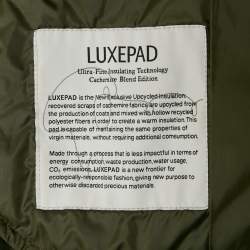 LUXEPAD
Ultra-Fine Insulating Technology
Cachemire Blend Edition
LUXEPAD is the New Exclusive Upcycled Insulation,
recovered scraps of cachemire fabrics are upcycled from
the production of coats and mixed with hollow recycled
polyester fibers in order to create a warm insulation. This
pad is capable of mantaining the same properties of
virgin materials, without requiring additional consumption.
Made through a process that is less impactful in terms of
energy consumption, waste production, water usage,
CO₂ emissions, LUXEPAD is a new frontier for
ecologically-responsible fashion, giving new purpose to
otherwise discarded precious materials.